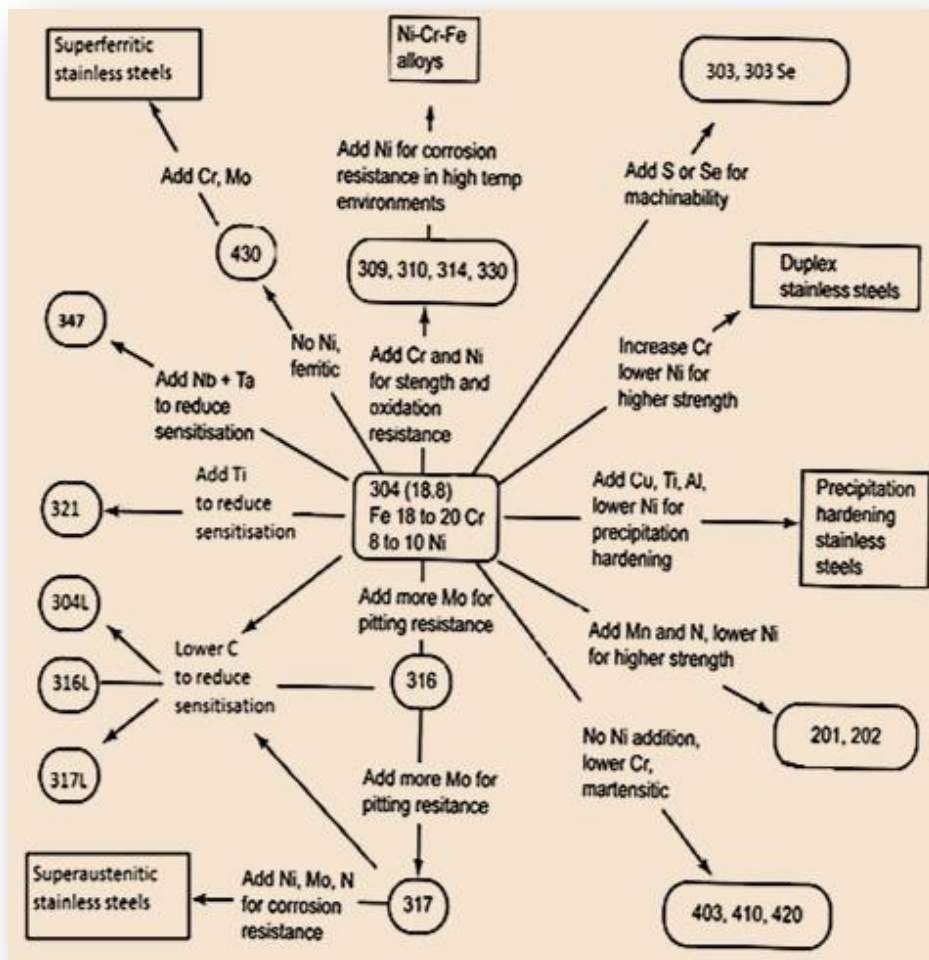 Superferritic
stainless steels
Ni-Cr-Fe
alloys
303, 303 Se
Add Cr, Mo
Add Ni for corrosion
resistance in high temp
environments
Add S or Se for
machinability
430
309, 310, 314, 330
Duplex
stainless steels
347
No Ni,
ferritic
Add Cr and Ni
for stength and
oxidation
resistance
Increase Cr
lower Ni for
higher strength
Add Nb + Ta
to reduce
sensitisation
321
Add Ti
to reduce
sensitisation
304 (18.8)
Fe 18 to 20 Cr
8 to 10 Ni
Add Cu, Ti, Al,
lower Ni for
precipitation
hardening
Precipitation
hardening
stainless
steels
304L
316L
317L
Lower C
to reduce
sensitisation
Add more Mo for
pitting resistance
316
Add Mn and N, lower Ni
for higher strength
201, 202
Add more Mo for
pitting resitance
No Ni addition,
lower Cr,
martensitic
Superaustenitic
stainless steels
Add Ni, Mo, N
for corrosion
resistance
317
403, 410, 420